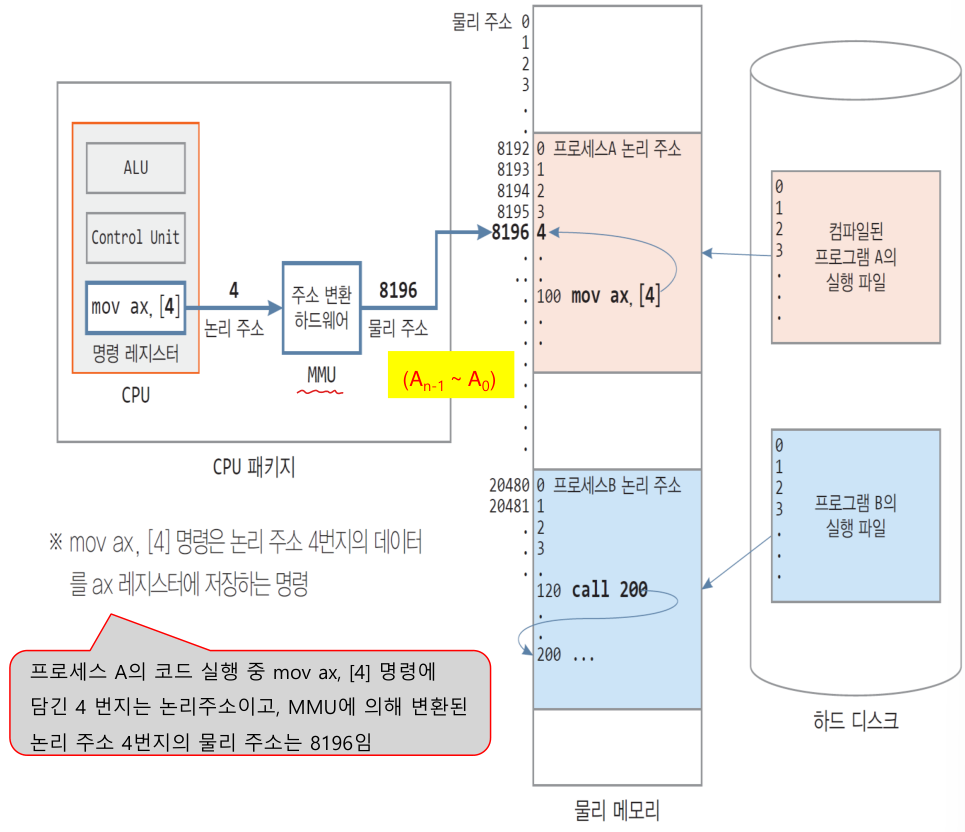 물리 주소 0
1
2
3
.
.
8192 0 프로세스A 논리 주소
8193 1
8194 2
8195 3
8196 4
. .
... .
. 100 mov ax, [4]
. .
. .
.
.
.
.
.
20480 0 프로세스B 논리 주소
20481 1
. 2
. 3
. .
120 call 200
.
.
200 ...
물리 메모리
ALU
Control Unit
mov ax, [4]
명령 레지스터
CPU
4
논리 주소
주소 변환
하드웨어
MMU
8196
물리 주소
(An-1 ~ A0)
CPU 패키지
0
1
2
3
.
.
.
컴파일된
프로그램 A의
실행 파일
0
1
2
3
.
.
.
프로그램 B의
실행 파일
하드 디스크
※ mov ax, [4] 명령은 논리 주소 4번지의 데이터
를 ax 레지스터에 저장하는 명령
프로세스 A의 코드 실행 중 mov ax, [4] 명령에
담긴 4 번지는 논리주소이고, MMU에 의해 변환된
논리 주소 4번지의 물리 주소는 8196임